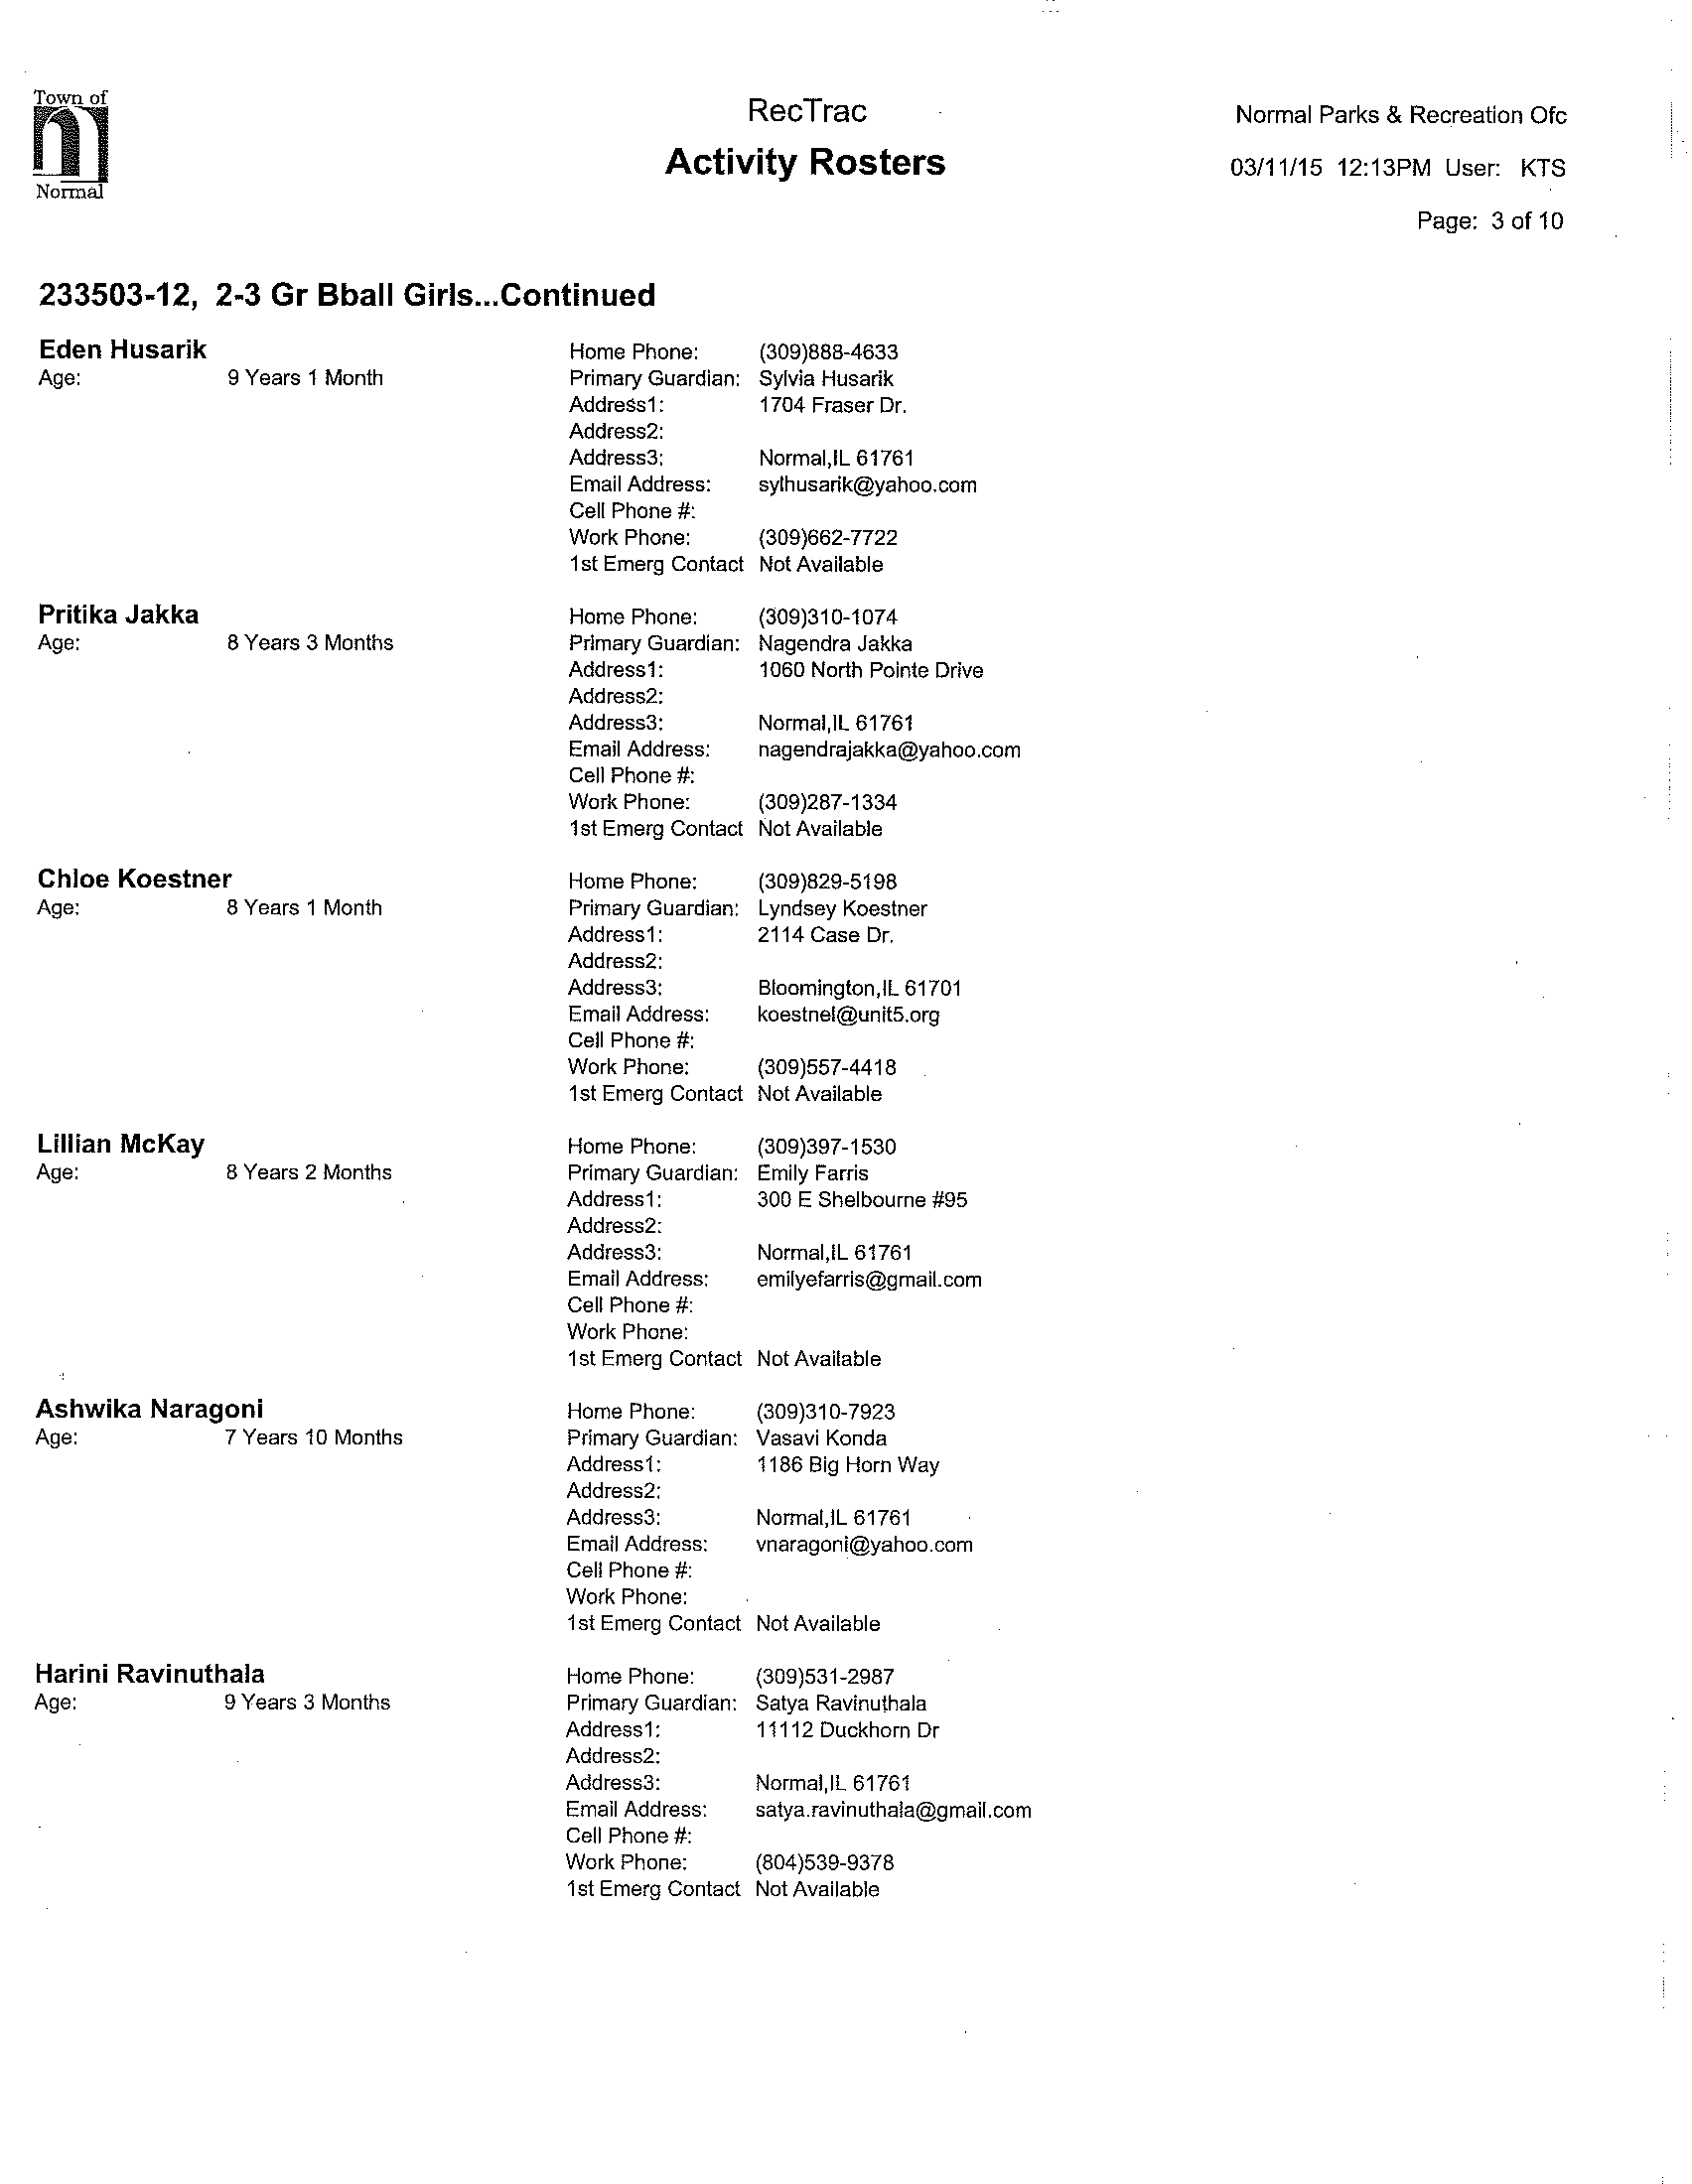 Town of
Normal
RecTrac
Activity Rosters
Normal Parks & Recreation Ofc
03/11/15 12:13PM User: KTS
Page: 3 of 10
233503-12, 2-3 Gr Bball Girls...Continued
Eden Husarik
Age: 9 Years 1 Month
Home Phone: (309)888-4633
Primary Guardian: Sylvia Husarik
Address1: 1704 Fraser Dr.
Address2:
Address3: Normal,IL 61761
Email Address: sylhusarik@yahoo.com
Cell Phone #:
Work Phone: (309)662-7722
1st Emerg Contact Not Available
Pritika Jakka
Age: 8 Years 3 Months
Home Phone: (309)310-1074
Primary Guardian: Nagendra Jakka
Address1: 1060 North Pointe Drive
Address2:
Address3: Normal,IL 61761
Email Address: nagendrajakka@yahoo.com
Cell Phone #:
Work Phone: (309)287-1334
1st Emerg Contact Not Available
Chloe Koestner
Age: 8 Years 1 Month
Home Phone: (309)829-5198
Primary Guardian: Lyndsey Koestner
Address1: 2114 Case Dr.
Address2:
Address3: Bloomington,IL 61701
Email Address: koestnel@unit5.org
Cell Phone #:
Work Phone: (309)557-4418
1st Emerg Contact Not Available
Lillian McKay
Age: 8 Years 2 Months
Home Phone: (309)397-1530
Primary Guardian: Emily Farris
Address1: 300 E Shelbourne #95
Address2:
Address3: Normal,IL 61761
Email Address: emilyefarris@gmail.com
Cell Phone #:
Work Phone:
1st Emerg Contact Not Available
Ashwika Naragoni
Age: 7 Years 10 Months
Home Phone: (309)310-7923
Primary Guardian: Vasavi Konda
Address1: 1186 Big Horn Way
Address2:
Address3: Normal,IL 61761
Email Address: vnaragoni@yahoo.com
Cell Phone #:
Work Phone:
1st Emerg Contact Not Available
Harini Ravinuthala
Age: 9 Years 3 Months
Home Phone: (309)531-2987
Primary Guardian: Satya Ravinuthala
Address1: 11112 Duckhorn Dr
Address2:
Address3: Normal,IL 61761
Email Address: satya.ravinuthala@gmail.com
Cell Phone #:
Work Phone: (804)539-9378
1st Emerg Contact Not Available